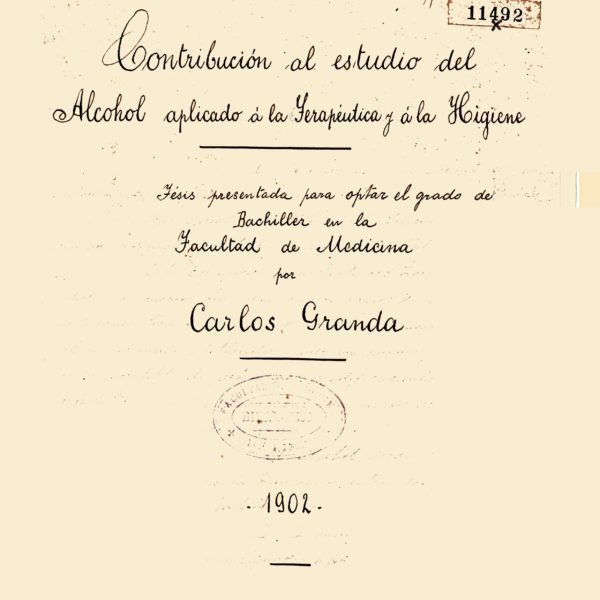 11492
Contribución al estudio del
Alcohol aplicado á la Terapéutica y á la Higiene
Tésis presentada para optar el grado de
Bachiller en la
Facultad de Medicina
por
Carlos Granda
- 1902 -